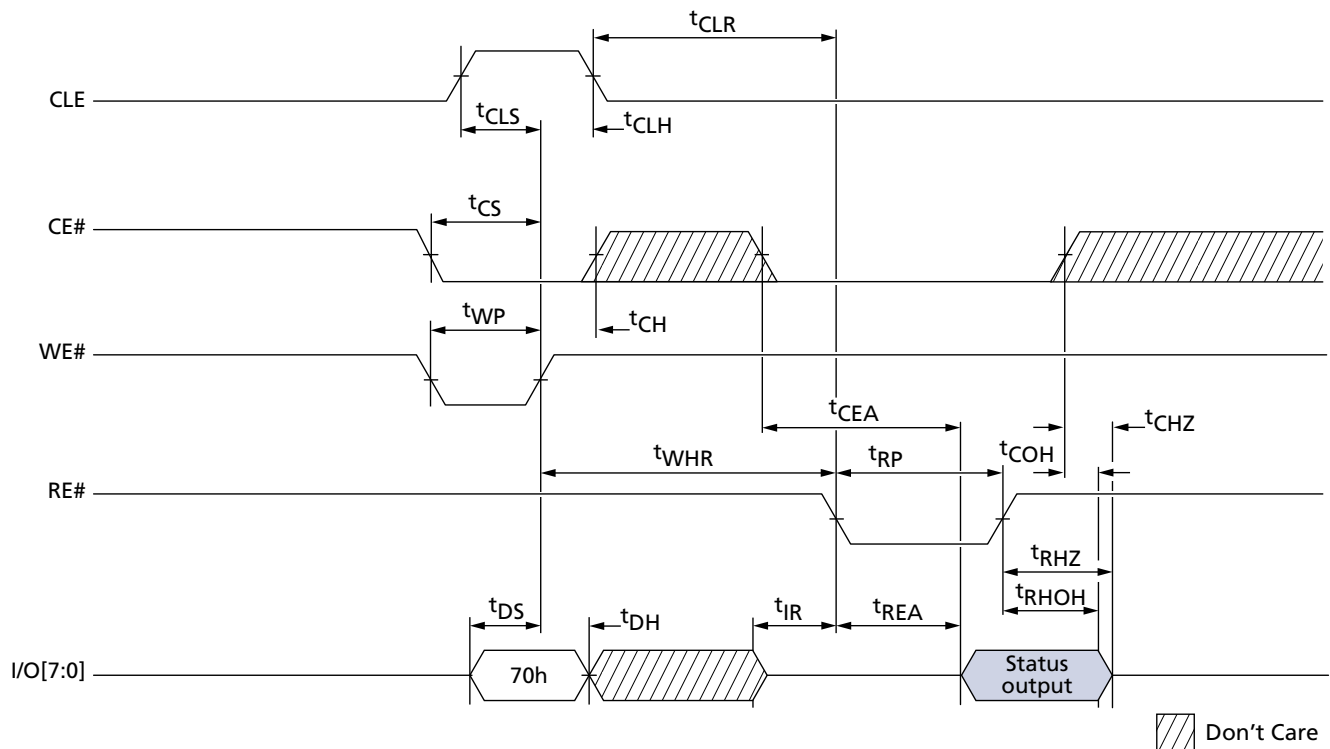 tCLR
CLE
tCLS
tCLH
tCS
CE#
tWP
tCH
WE#
tCEA
tCHZ
tWHR
tRP
tCOH
RE#
tRHZ
tRHOH
tDS
tDH
tIR
tREA
I/O[7:0]
70h
Status
output
Don't Care